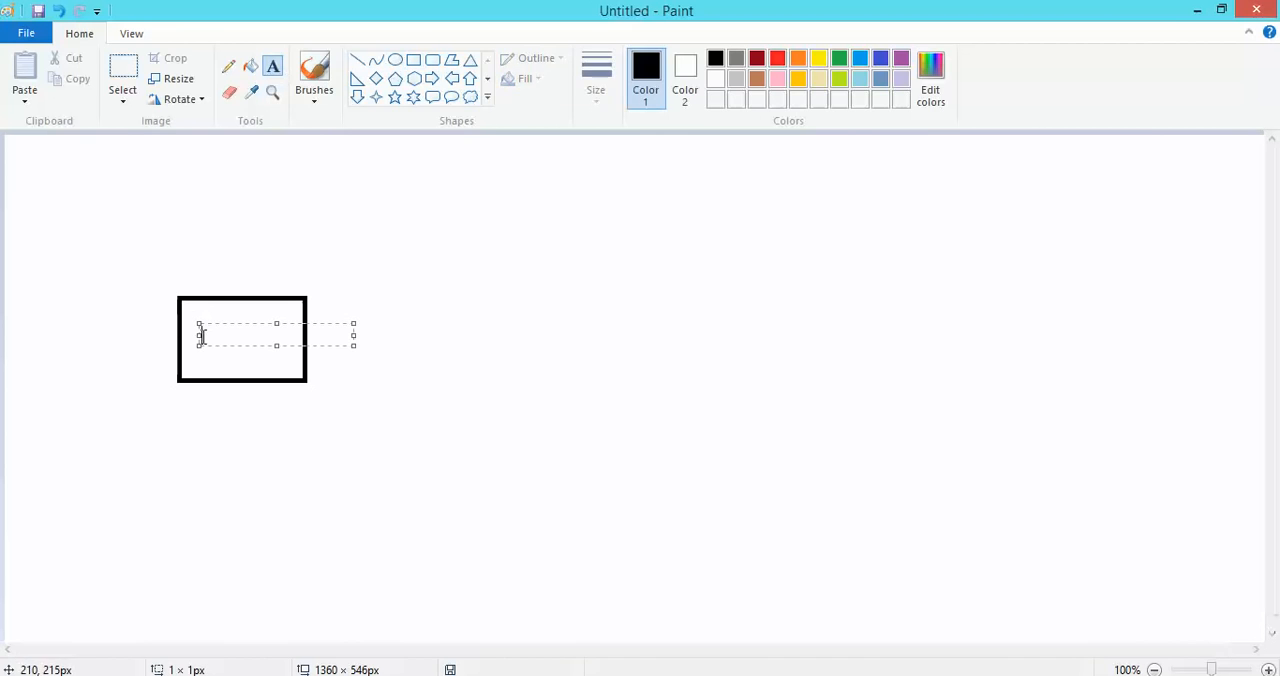 Untitled - Paint
File Home View
Paste
Cut
Copy
Clipboard
Select
Crop
Resize
Rotate
Image
A
Tools
Brushes
Shapes
Outline
Fill
Size
Color 1
Color 2
Edit colors
Colors
210, 215px
1 × 1px
1360 × 546px
100%